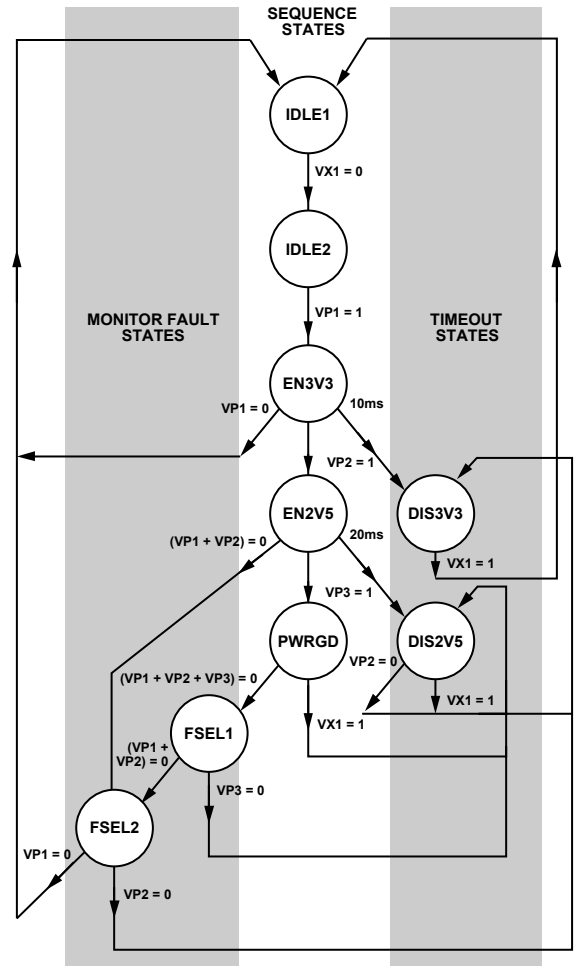 SEQUENCE
STATES
IDLE1
VX1 = 0
IDLE2
VP1 = 1
MONITOR FAULT
STATES
TIMEOUT
STATES
EN3V3
VP1 = 0
10ms
VP2 = 1
EN2V5
DIS3V3
(VP1 + VP2) = 0
20ms
VX1 = 1
VP3 = 1
PWRGD
DIS2V5
VP2 = 0
(VP1 + VP2 + VP3) = 0
VX1 = 1
FSEL1
VX1 = 1
(VP1 +
VP2) = 0
VP3 = 0
FSEL2
VP1 = 0
VP2 = 0